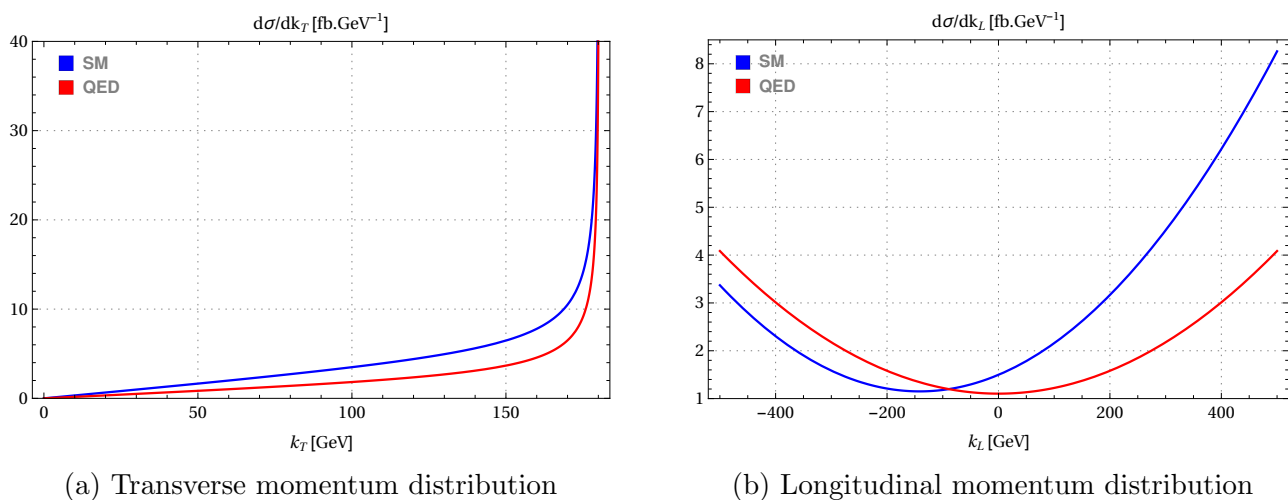 dσ/dk_T [fb.GeV⁻¹]
40
30
20
10
0
SM
QED
0 50 100 150
k_T [GeV]
(a) Transverse momentum distribution
dσ/dk_L [fb.GeV⁻¹]
8
7
6
5
4
3
2
1
SM
QED
−400 −200 0 200 400
k_L [GeV]
(b) Longitudinal momentum distribution